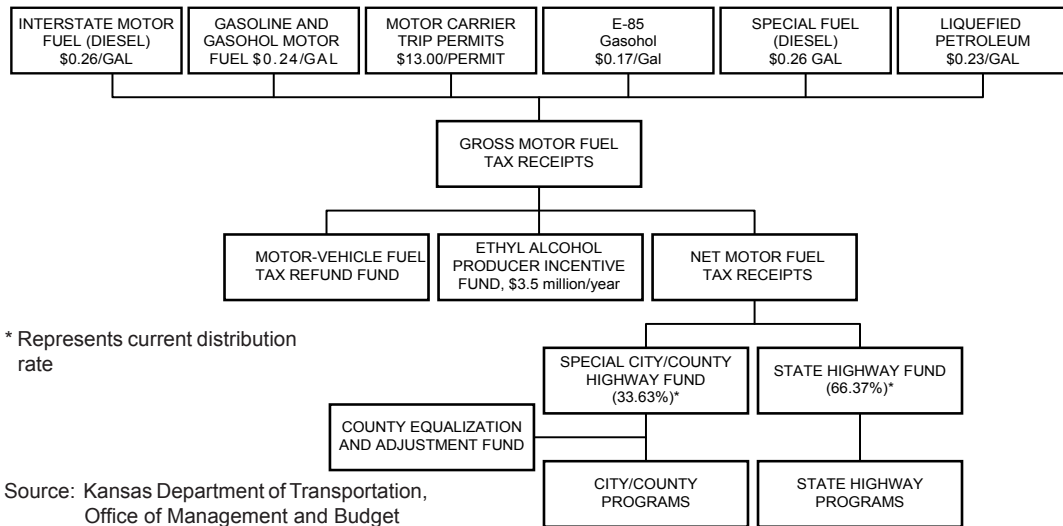 INTERSTATE MOTOR
FUEL (DIESEL)
$0.26/GAL
GASOLINE AND
GASOHOL MOTOR
FUEL $0.24/GAL
MOTOR CARRIER
TRIP PERMITS
$13.00/PERMIT
E-85
Gasohol
$0.17/Gal
SPECIAL FUEL
(DIESEL)
$0.26 GAL
LIQUEFIED
PETROLEUM
$0.23/GAL
GROSS MOTOR FUEL
TAX RECEIPTS
MOTOR-VEHICLE FUEL
TAX REFUND FUND
ETHYL ALCOHOL
PRODUCER INCENTIVE
FUND, $3.5 million/year
NET MOTOR FUEL
TAX RECEIPTS
* Represents current distribution
rate
SPECIAL CITY/COUNTY
HIGHWAY FUND
(33.63%)*
STATE HIGHWAY FUND
(66.37%)*
COUNTY EQUALIZATION
AND ADJUSTMENT FUND
CITY/COUNTY
PROGRAMS
STATE HIGHWAY
PROGRAMS
Source: Kansas Department of Transportation,
Office of Management and Budget